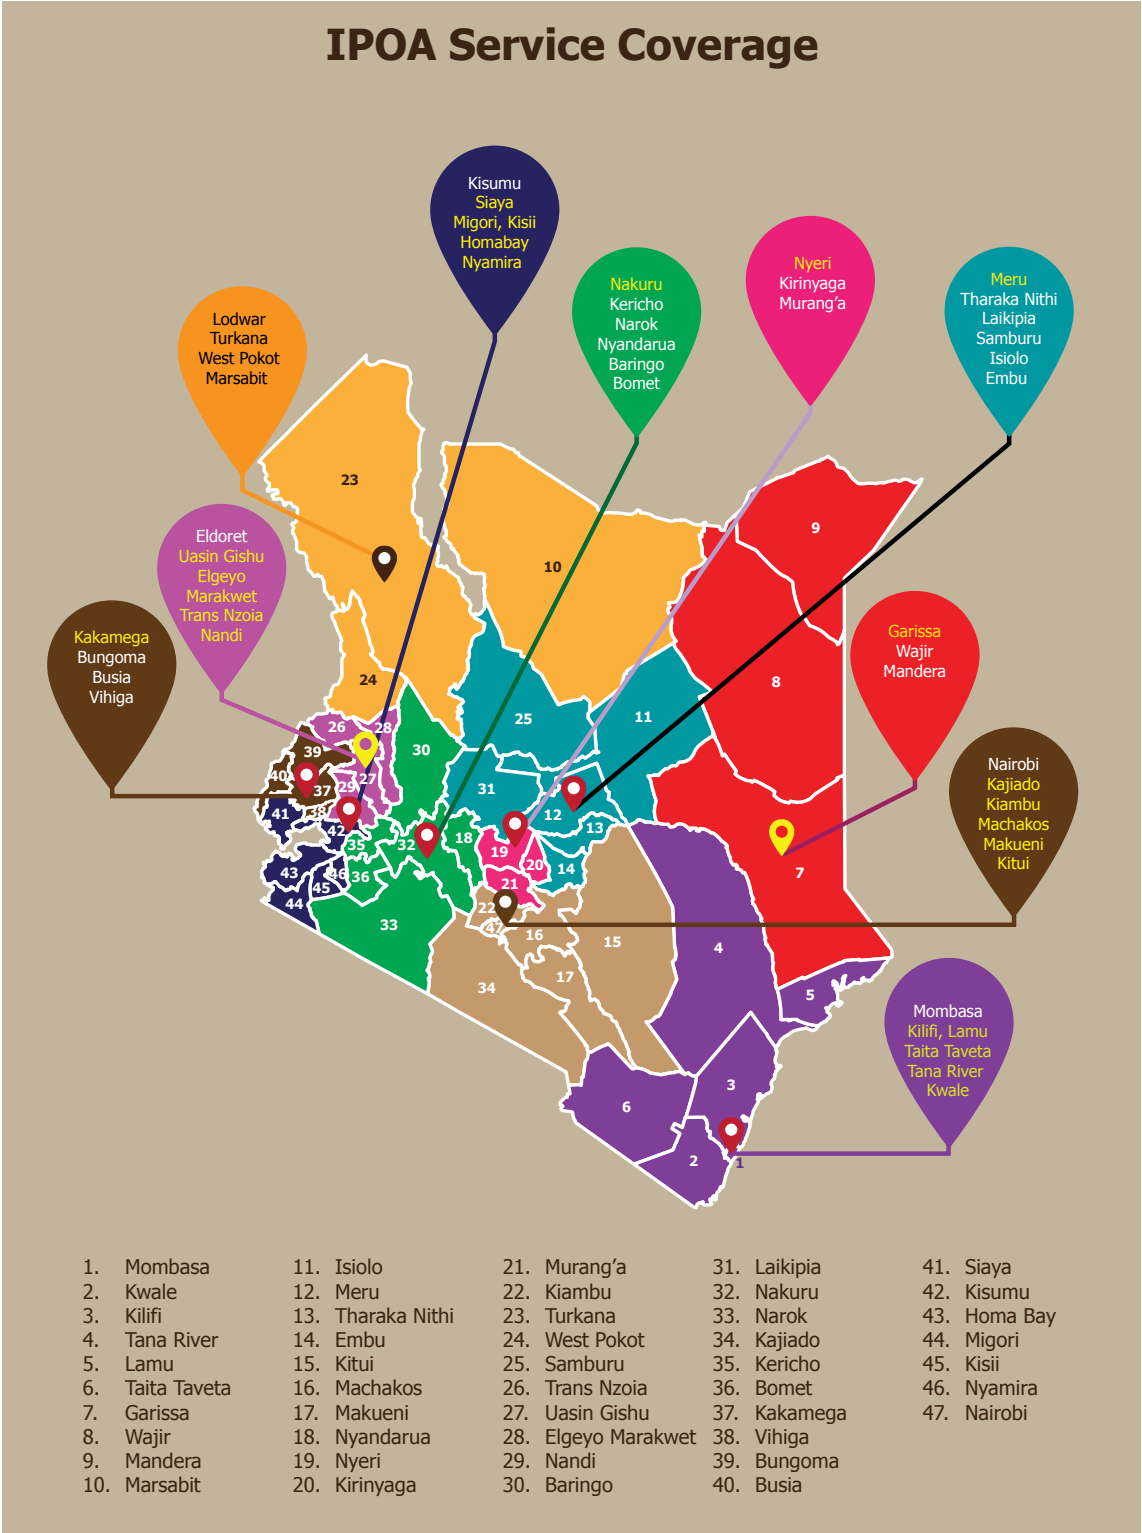 IPOA Service Coverage
Kisumu
Siaya
Migori, Kisii
Homabay
Nyamira
Nakuru
Kericho
Narok
Nyandarua
Baringo
Bomet
Nyeri
Kirinyaga
Murang’a
Meru
Tharaka Nithi
Laikipia
Samburu
Isiolo
Embu
Lodwar
Turkana
West Pokot
Marsabit
Eldoret
Uasin Gishu
Elgeyo
Marakwet
Trans Nzoia
Nandi
Kakamega
Bungoma
Busia
Vihiga
Garissa
Wajir
Mandera
Nairobi
Kajiado
Kiambu
Machakos
Makueni
Kitui
Mombasa
Kilifi, Lamu
Taita Taveta
Tana River
Kwale
23
10
9
24
8
25
11
26
28
30
39
40
27
37
29
31
41
38
12
42
13
35
32
18
19
20
43
46
36
14
7
45
21
44
22
33
47
16
15
4
17
34
5
3
6
2
1
1. Mombasa
2. Kwale
3. Kilifi
4. Tana River
5. Lamu
6. Taita Taveta
7. Garissa
8. Wajir
9. Mandera
10. Marsabit
11. Isiolo
12. Meru
13. Tharaka Nithi
14. Embu
15. Kitui
16. Machakos
17. Makueni
18. Nyandarua
19. Nyeri
20. Kirinyaga
21. Murang’a
22. Kiambu
23. Turkana
24. West Pokot
25. Samburu
26. Trans Nzoia
27. Uasin Gishu
28. Elgeyo Marakwet
29. Nandi
30. Baringo
31. Laikipia
32. Nakuru
33. Narok
34. Kajiado
35. Kericho
36. Bomet
37. Kakamega
38. Vihiga
39. Bungoma
40. Busia
41. Siaya
42. Kisumu
43. Homa Bay
44. Migori
45. Kisii
46. Nyamira
47. Nairobi